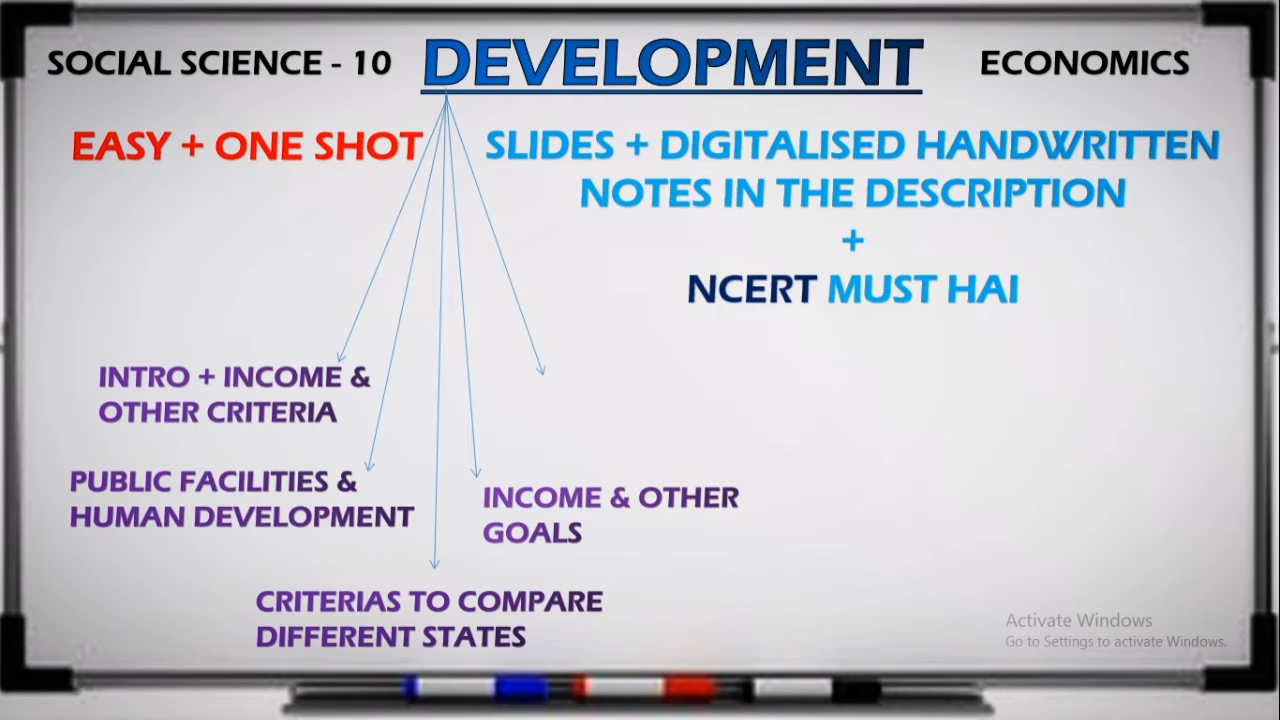 SOCIAL SCIENCE - 10
DEVELOPMENT
ECONOMICS
EASY + ONE SHOT
SLIDES + DIGITALISED HANDWRITTEN
NOTES IN THE DESCRIPTION
+
NCERT MUST HAI
INTRO + INCOME &
OTHER CRITERIA
PUBLIC FACILITIES &
HUMAN DEVELOPMENT
INCOME & OTHER
GOALS
CRITERIAS TO COMPARE
DIFFERENT STATES
Activate Windows
Go to Settings to activate Windows.